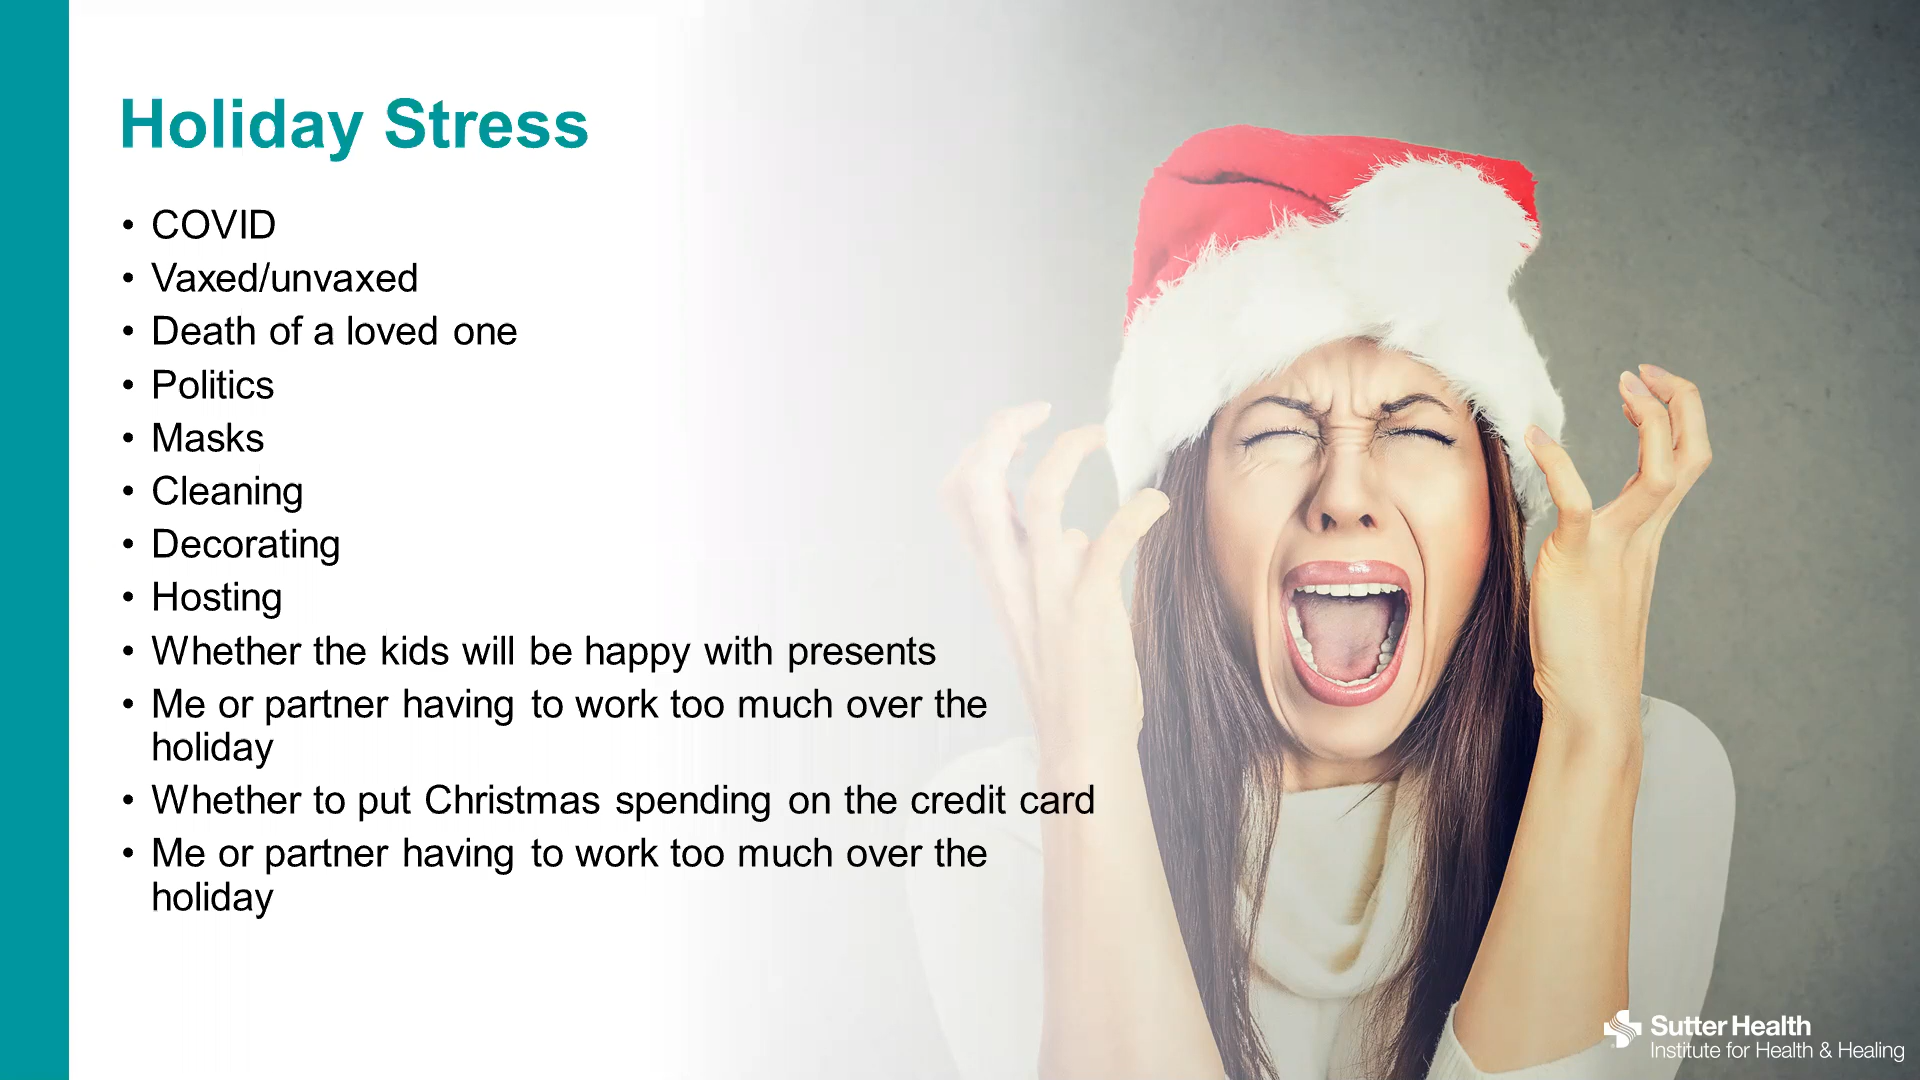 Holiday Stress
• COVID
• Vaxed/unvaxed
• Death of a loved one
• Politics
• Masks
• Cleaning
• Decorating
• Hosting
• Whether the kids will be happy with presents
• Me or partner having to work too much over the
holiday
• Whether to put Christmas spending on the credit card
• Me or partner having to work too much over the
holiday
Sutter Health
Institute for Health & Healing